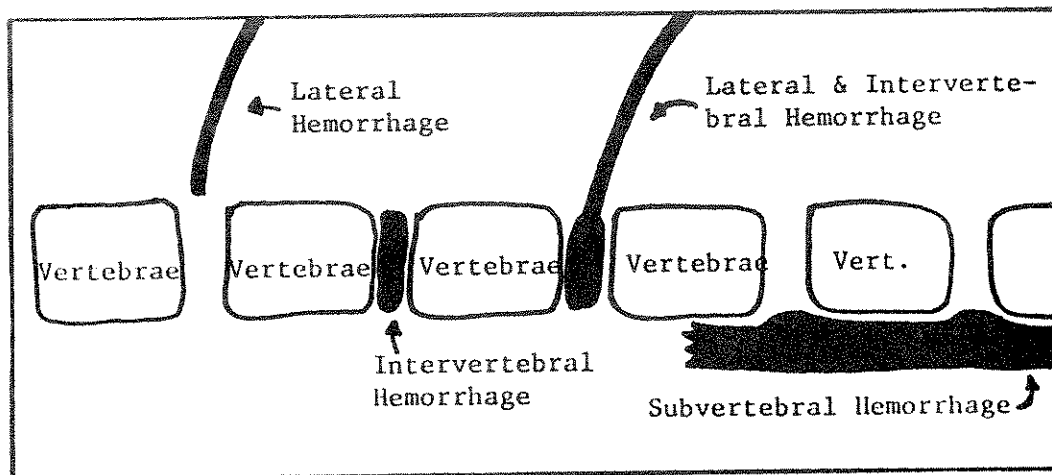 Lateral
Hemorrhage
Lateral & Interverte-
bral Hemorrhage
Vertebrae
Vertebrae
Vertebrae
Vertebrae
Vert.
Intervertebral
Hemorrhage
Subvertebral Hemorrhage